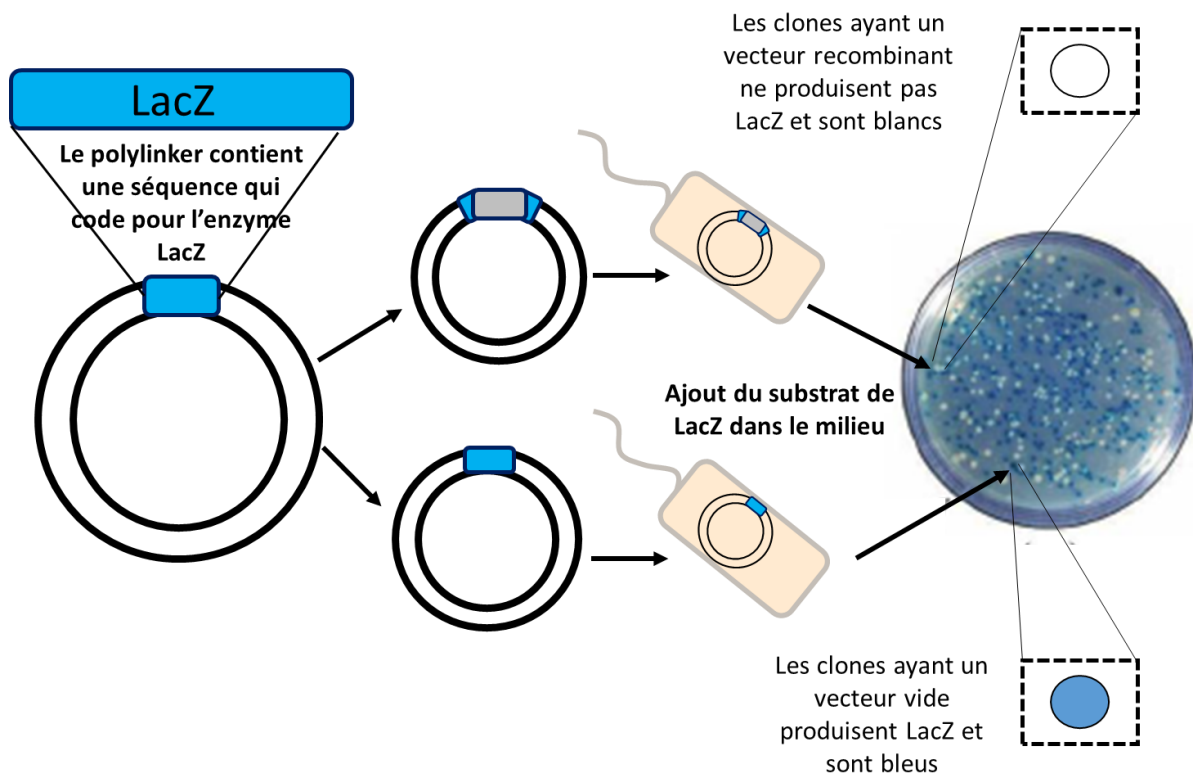 LacZ
Le polylinker contient
une séquence qui
code pour l'enzyme
LacZ
Les clones ayant un
vecteur recombinant
ne produisent pas
LacZ et sont blancs
Ajout du substrat de
LacZ dans le milieu
Les clones ayant un
vecteur vide
produisent LacZ et
sont bleus